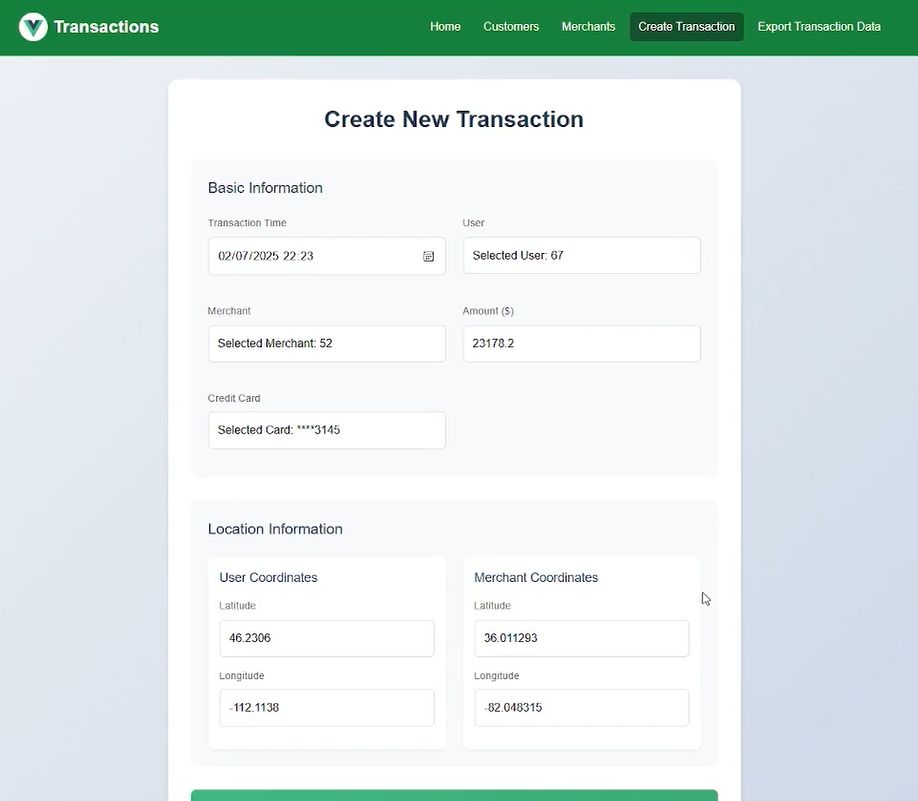 Transactions
Home Customers Merchants Create Transaction Export Transaction Data
Create New Transaction
Basic Information
Transaction Time
02/07/2025 22:23
User
Selected User: 67
Merchant
Selected Merchant: 52
Amount ($)
23178.2
Credit Card
Selected Card: ****3145
Location Information
User Coordinates
Latitude
46.2306
Longitude
-112.1138
Merchant Coordinates
Latitude
36.011293
Longitude
-82.048315